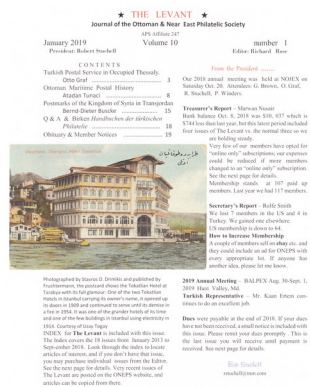 ★ THE LEVANT ★
Journal of the Ottoman & Near East Philatelic Society
APS Affiliate 247
January 2019 Volume 10 number 1
President: Robert Stuchell Editor: Richard Rose
C O N T E N T S
Turkish Postal Service in Occupied Thessaly.
Otto Graf 3
Ottoman Maritime Postal History
Atadan Tunaci 8
Postmarks of the Kingdom of Syria in Transjordan
Bernd-Dieter Buscke 15
Q & A & Birken Handbuchen der türkischen
Philatelie 18
Obituary & Member Notices 19
Photographed by Stavros D. Drimikis and published by
Fruchtermann, the postcard shows the Tokatlian Hotel at
Tarabya with its full glamour. One of the two Tokatlian
Hotels in Istanbul carrying its owner's name, it opened up
its doors in 1909 and continued to serve until its demise in
a fire in 1954. It was one of the grander hotels of its time
and one of the few buildings in Istanbul using electricity in
1914. Courtesy of Uzay Togay
INDEX for The Levant is included with this issue.
The Index covers the 18 issues from January 2013 to
September 2018. Look through the index to locate
articles of interest, and if you don't have that issue,
you may purchase individual issues from the Editor.
See the next page for details. Very recent issues of
The Levant are posted on the ONEPS website, and
articles can be copied from there.
From the President .......
Our 2018 annual meeting was held at NOJEX on
Saturday Oct. 20. Attendees: G. Brown, O. Graf;
R. Stuchell, P. Winders.
Treasurer's Report – Marwan Nusair
Bank balance Oct. 8, 2018 was $30, 037 which is
$744 less than last year, but this later period included
four issues of The Levant vs. the normal three so we
are holding steady.
Very few of our members have opted for
"online only" subscriptions; our expenses
could be reduced if more members
changed to an "online only" subscription.
See the next page for details.
Membership stands at 107 paid up
members. Last year we had 117 members.
Secretary's Report – Rolfe Smith
We lost 7 members in the US and 4 in
Turkey. We gained one elsewhere.
US membership is down to 64.
How to Increase Membership
A couple of members sell on ebay etc. and
they could include an ad for ONEPS with
every appropriate lot. If anyone has
another idea, please let me know.
2019 Annual Meeting – BALPEX Aug. 30-Sept. 1,
2019 Hunt Valley, Md.
Turkish Representative – Mr. Kaan Ertem con-
tinues to do an excellent job.
Dues were payable at the end of 2018. If your dues
have not been received, a small notice is included with
this issue. Please remit your dues promptly. This is
the last issue you will receive until payment is
received. See next page for details.
Bob Stuchell
rstuchell@msn.com